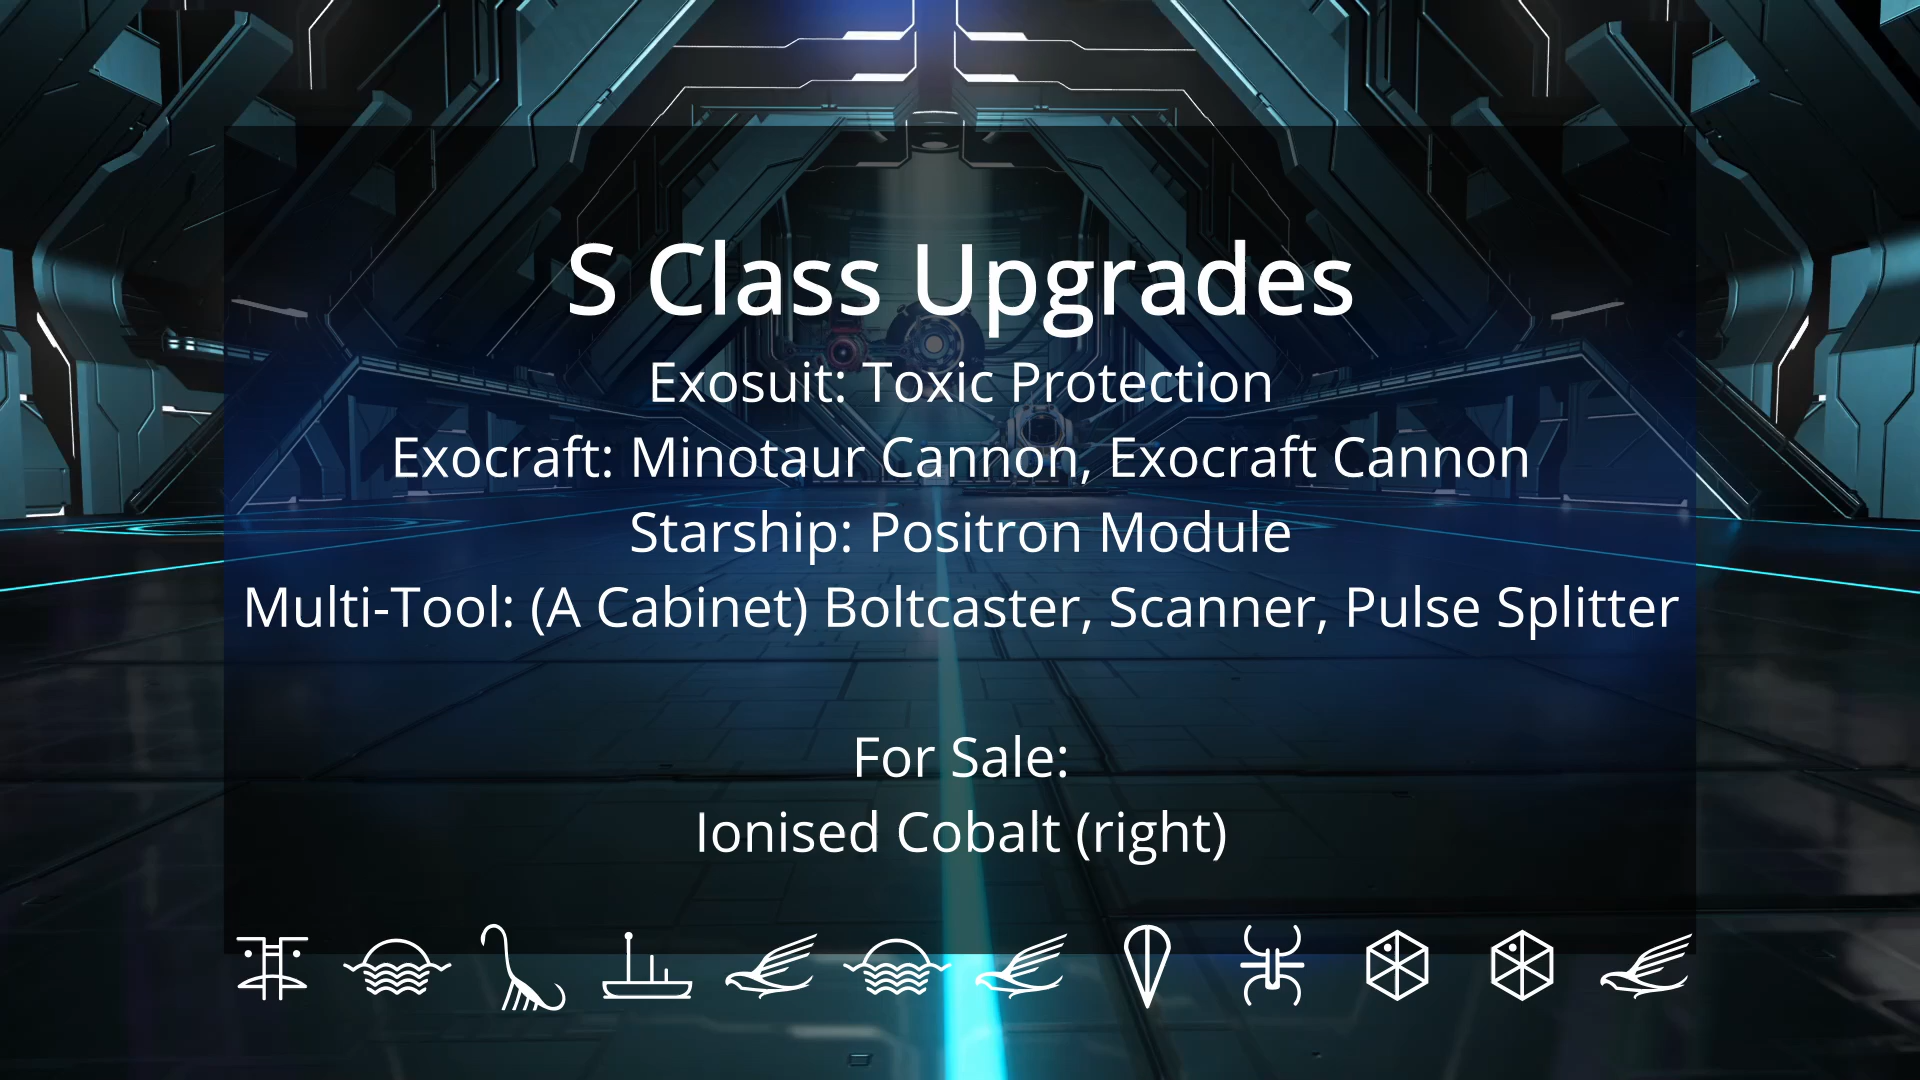 S Class Upgrades
Exosuit: Toxic Protection
Exocraft: Minotaur Cannon, Exocraft Cannon
Starship: Positron Module
Multi-Tool: (A Cabinet) Boltcaster, Scanner, Pulse Splitter
For Sale:
Ionised Cobalt (right)